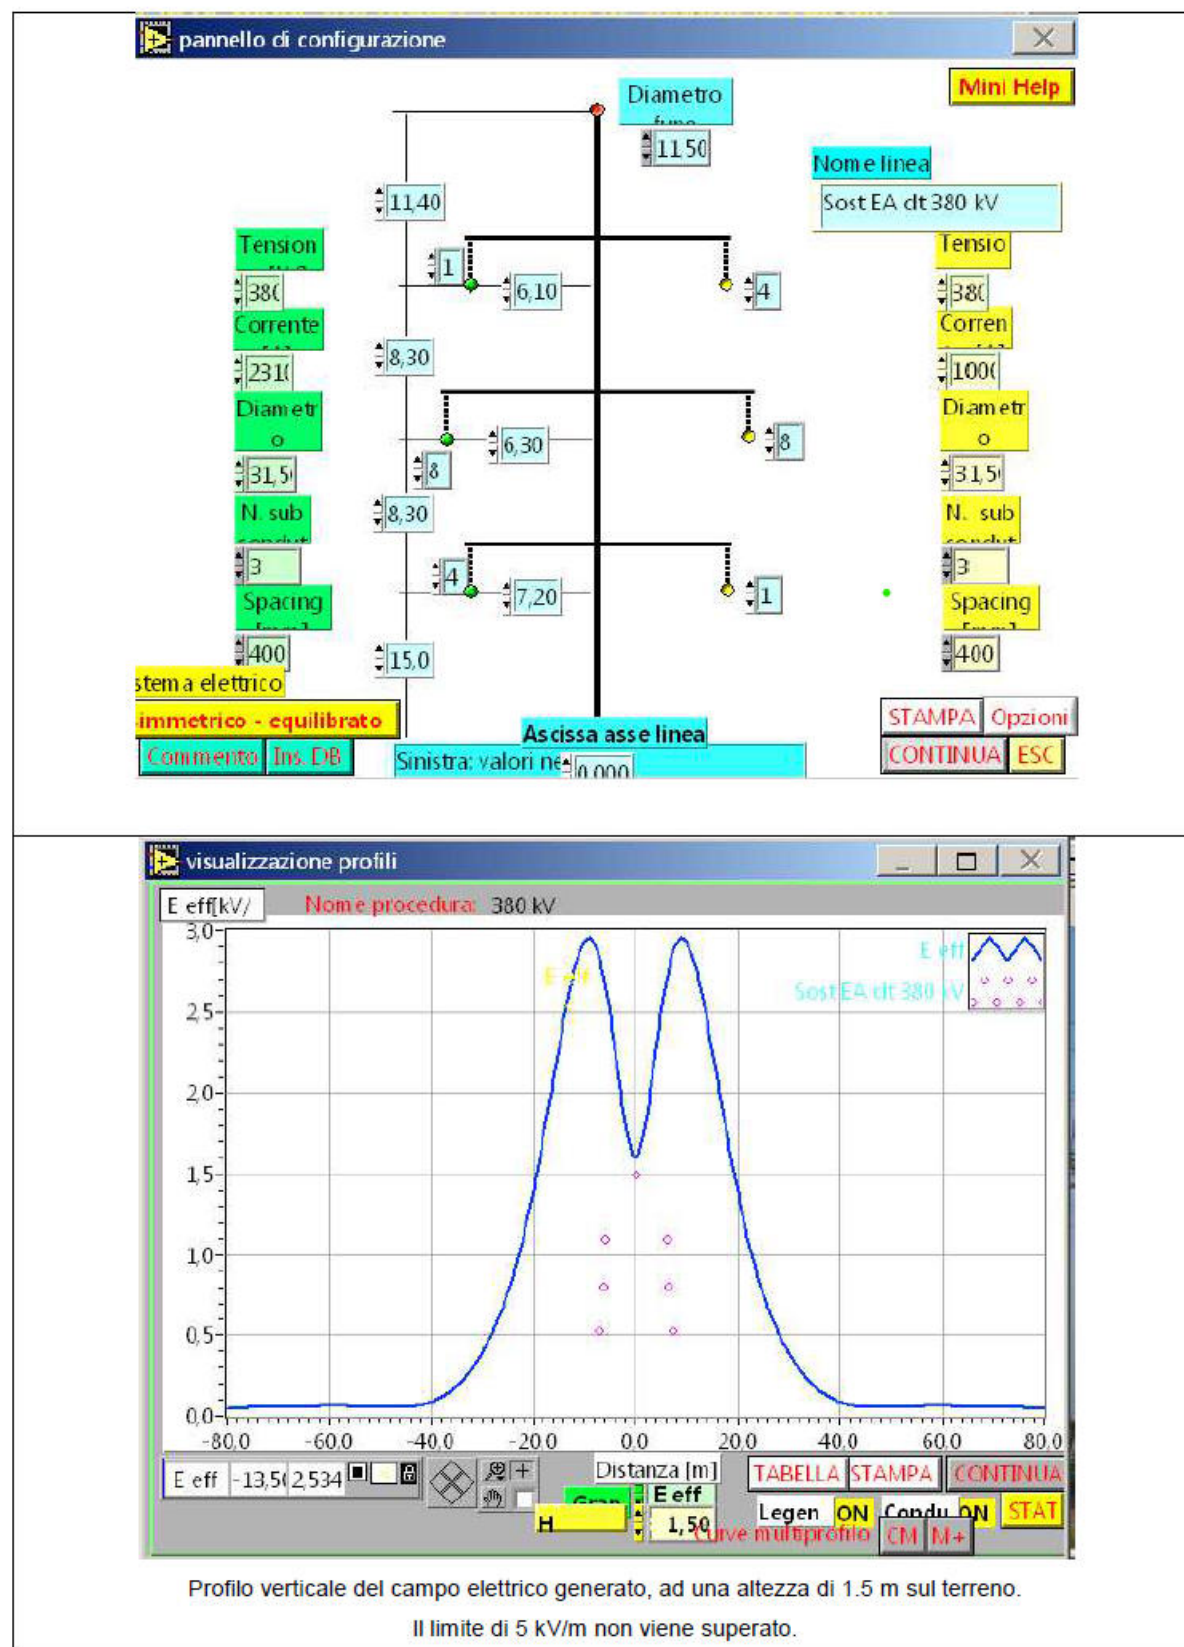 pannello di configurazione
Mini Help
Diametro
11,50
Nome linea
Sost EA clt 380 kV
11,40
Tension
Tensio
1
6,10
4
380
380
Corrente
Corren
8,30
2310
1000
Diametr
o
Diametr
o
6,30
8
8
31,5
31,5
N. sub
N. sub
8,30
3
3
4
7,20
1
Spacing
Spacing
400
400
15,0
stema elettrico
immetrico - equilibrato
STAMPA Opzioni
Ascissa asse linea
Commento Ins. DB
Sinistra: valori ne
0,000
CONTINUA ESC
visualizzazione profili
E eff[kV/
Nome procedura: 380 kV
3,0
E eff
E eff
Sost EA clt 380 kV
2,5
2,0
1,5
1,0
0,5
0,0
-80,0 -60,0 -40,0 -20,0 0,0 20,0 40,0 60,0 80,0
E eff -13,50 2,534
Distanza [m]
TABELLA STAMPA CONTINUA
Gran
E eff
Legen ON Condu ON STAT
H
1,50
Curve multiprofilo CM M+
Profilo verticale del campo elettrico generato, ad una altezza di 1.5 m sul terreno.
Il limite di 5 kV/m non viene superato.